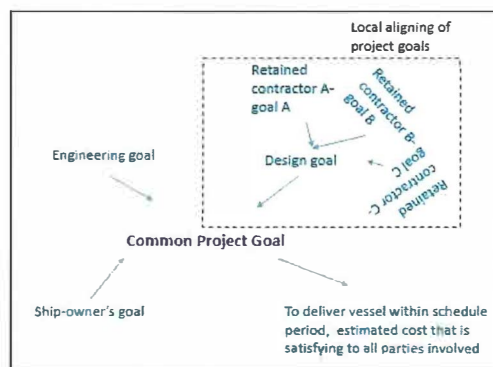 Local aligning of
project goals
Retained
contractor A-
goal A
Retained
contractor B-
goal B
Engineering goal
Design goal
Retained
contractor C-
goal C
Common Project Goal
Ship-owner's goal
To deliver vessel within schedule
period, estimated cost that is
satisfying to all parties involved